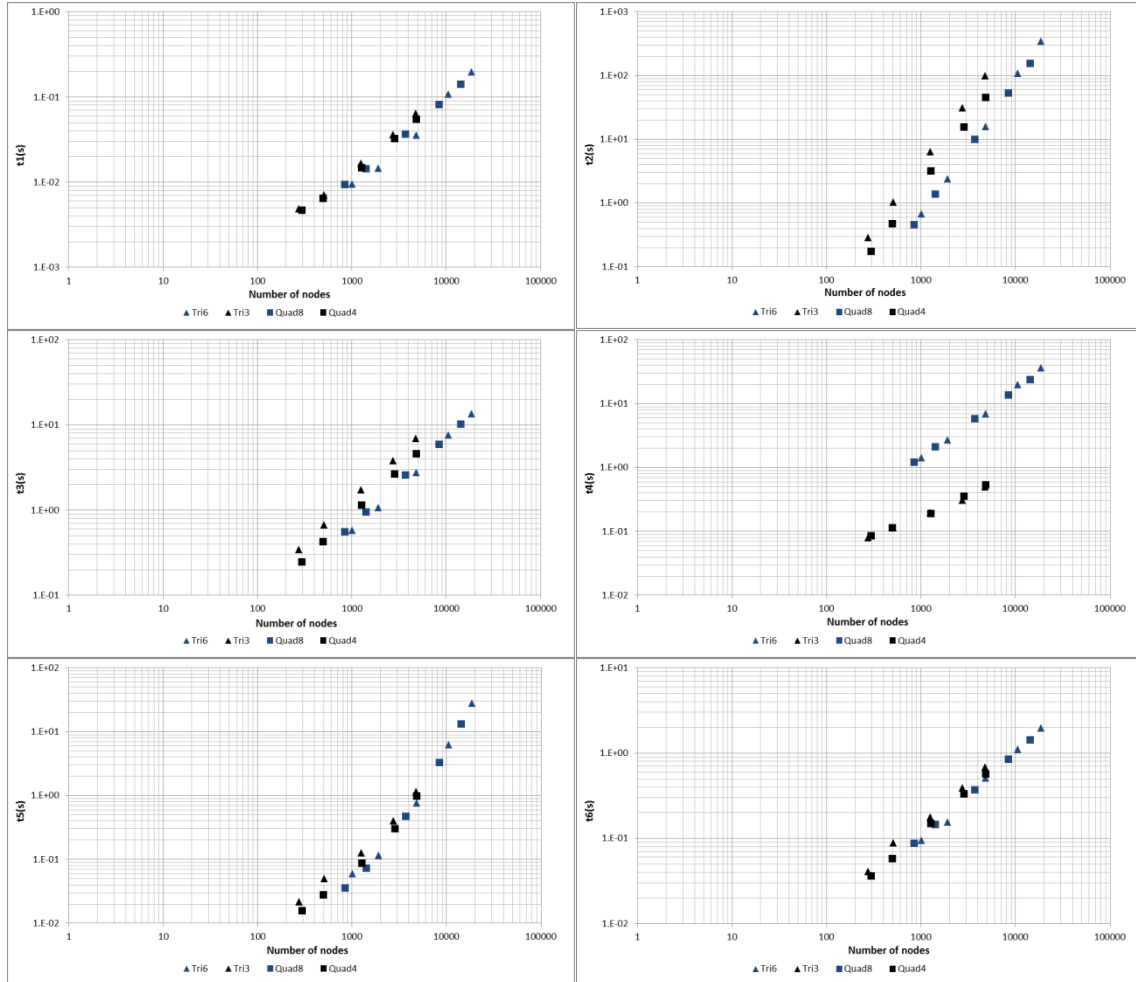 1.E+00
1.E-01
1.E-02
1.E-03
t1(s)
1 10 100 1000 10000 100000
Number of nodes
Tri6 Tri3 Quad8 Quad4
1.E+03
1.E+02
1.E+01
1.E+00
1.E-01
t2(s)
1 10 100 1000 10000 100000
Number of nodes
Tri6 Tri3 Quad8 Quad4
1.E+02
1.E+01
1.E+00
1.E-01
t3(s)
1 10 100 1000 10000 100000
Number of nodes
Tri6 Tri3 Quad8 Quad4
1.E+02
1.E+01
1.E+00
1.E-01
1.E-02
t4(s)
1 10 100 1000 10000 100000
Number of nodes
Tri6 Tri3 Quad8 Quad4
1.E+02
1.E+01
1.E+00
1.E-01
1.E-02
t5(s)
1 10 100 1000 10000 100000
Number of nodes
Tri6 Tri3 Quad8 Quad4
1.E+01
1.E+00
1.E-01
1.E-02
t6(s)
1 10 100 1000 10000 100000
Number of nodes
Tri6 Tri3 Quad8 Quad4